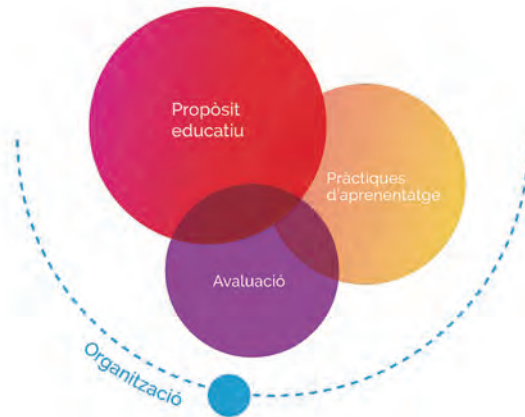 Propòsit
educatiu
Pràctiques
d'aprenentatge
Avaluació
Organització